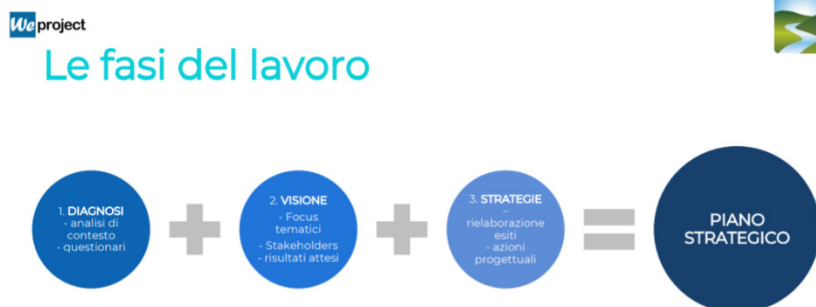 We project
Le fasi del lavoro
1. DIAGNOSI
- analisi di
contesto
- questionari
2. VISIONE
- Focus
tematici
- Stakeholders
- risultati attesi
3. STRATEGIE
–
rielaborazione
esiti
- azioni
progettuali
PIANO
STRATEGICO